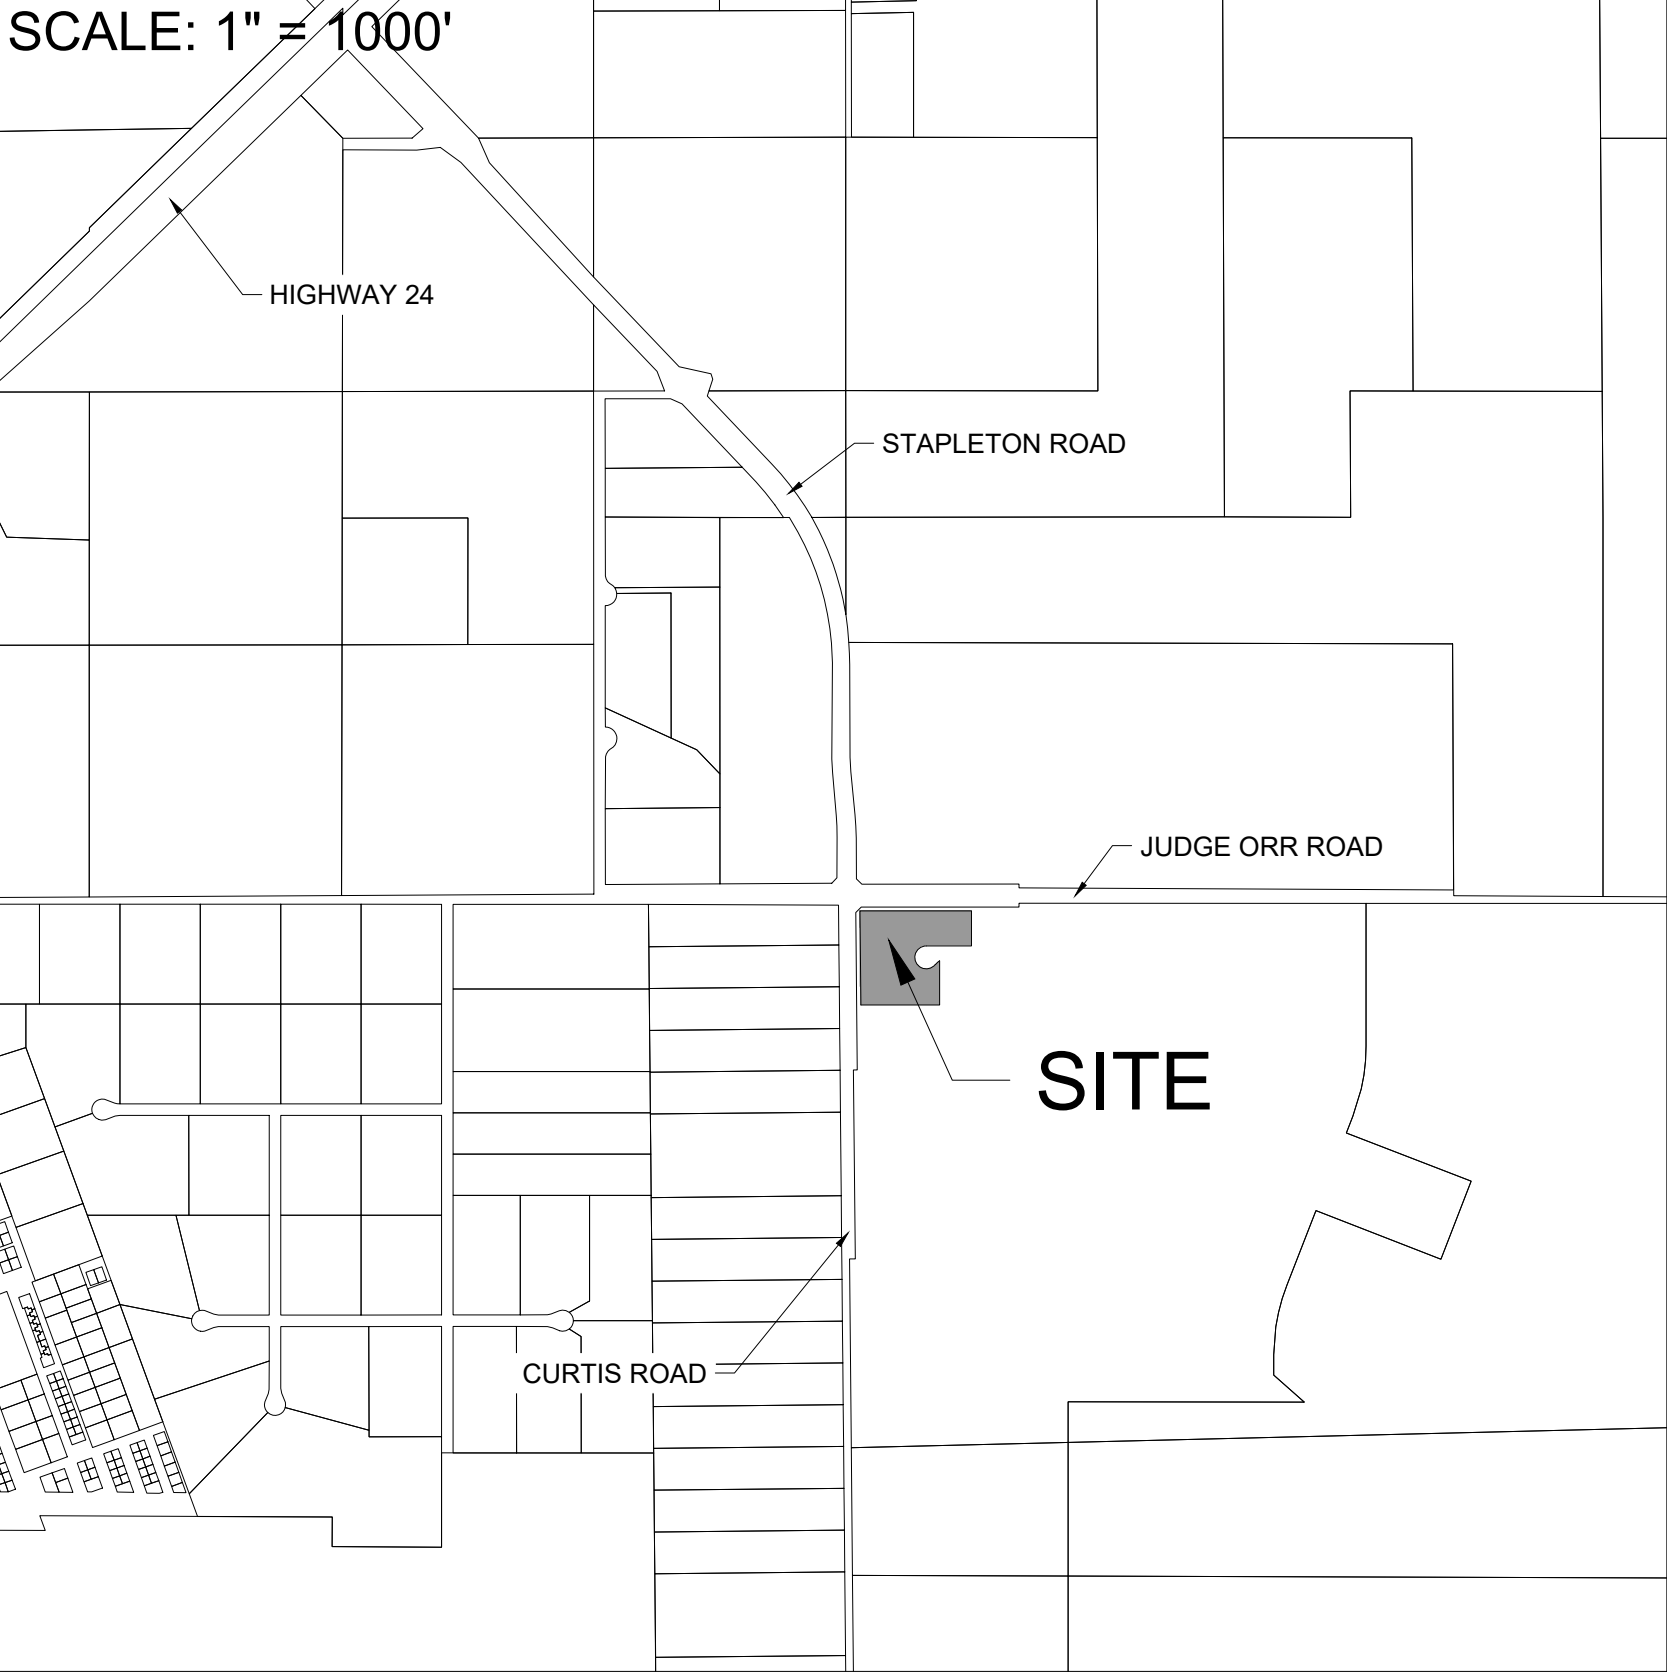 SCALE: 1" = 1000'
HIGHWAY 24
STAPLETON ROAD
JUDGE ORR ROAD
SITE
CURTIS ROAD